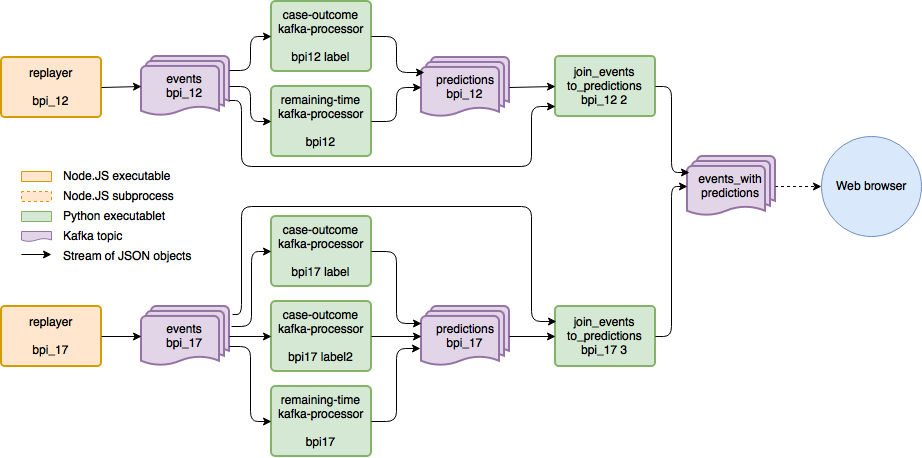 case-outcome
kafka-processor
bpi12 label
replayer
bpi_12
events
bpi_12
predictions
bpi_12
join_events
to_predictions
bpi_12 2
remaining-time
kafka-processor
bpi12
Node.JS executable
Node.JS subprocess
Python executablet
Kafka topic
Stream of JSON objects
events_with
predictions
Web browser
case-outcome
kafka-processor
bpi17 label
replayer
bpi_17
events
bpi_17
case-outcome
kafka-processor
bpi17 label2
predictions
bpi_17
join_events
to_predictions
bpi_17 3
remaining-time
kafka-processor
bpi17